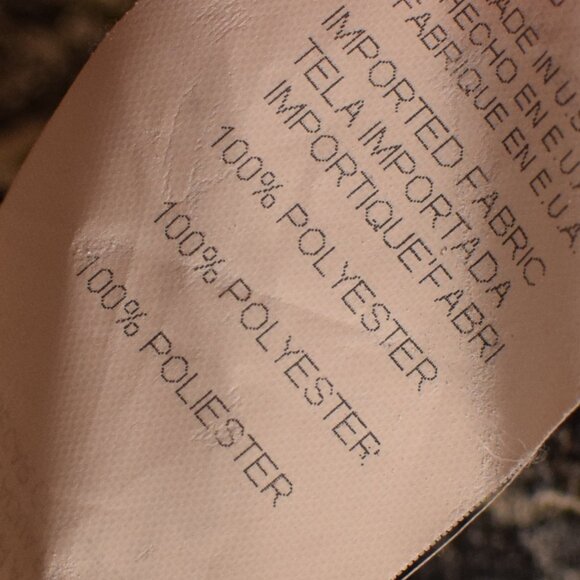 MADE IN U.S.
HECHO EN E.U.A.
FABRIQUE EN E.U.A.
IMPORTED FABRIC
TELA IMPORTADA
IMPORTIQUE'FABRI
100% POLYESTER
100% POLYESTER
100% POLIESTER